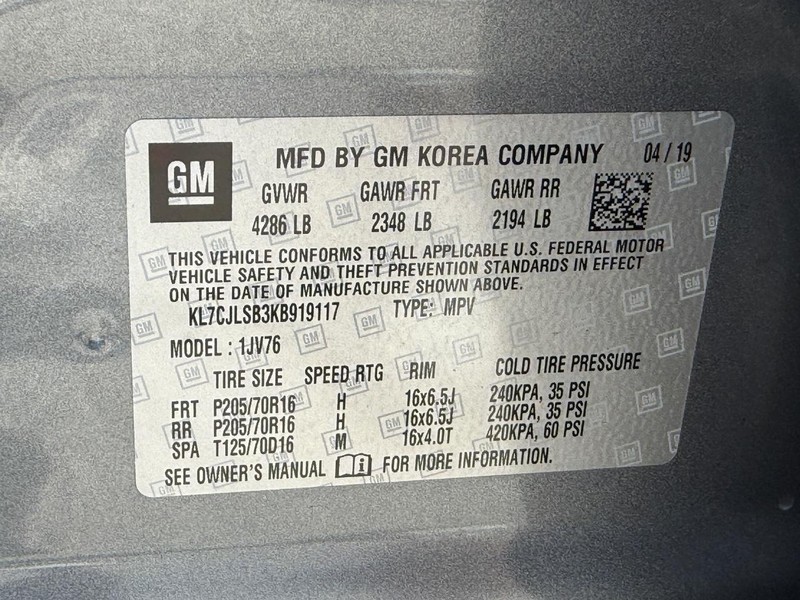 GM
MFD BY GM KOREA COMPANY 04 / 19
GVWR GAWR FRT GAWR RR
4286 LB 2348 LB 2194 LB
THIS VEHICLE CONFORMS TO ALL APPLICABLE U.S. FEDERAL MOTOR
VEHICLE SAFETY AND THEFT PREVENTION STANDARDS IN EFFECT
ON THE DATE OF MANUFACTURE SHOWN ABOVE.
KL7CJLSB3KB919117 TYPE: MPV
MODEL : 1JV76
TIRE SIZE SPEED RTG RIM COLD TIRE PRESSURE
FRT P205/70R16 H 16x6.5J 240KPA, 35 PSI
RR P205/70R16 H 16x6.5J 240KPA, 35 PSI
SPA T125/70D16 M 16x4.0T 420KPA, 60 PSI
SEE OWNER'S MANUAL i FOR MORE INFORMATION.